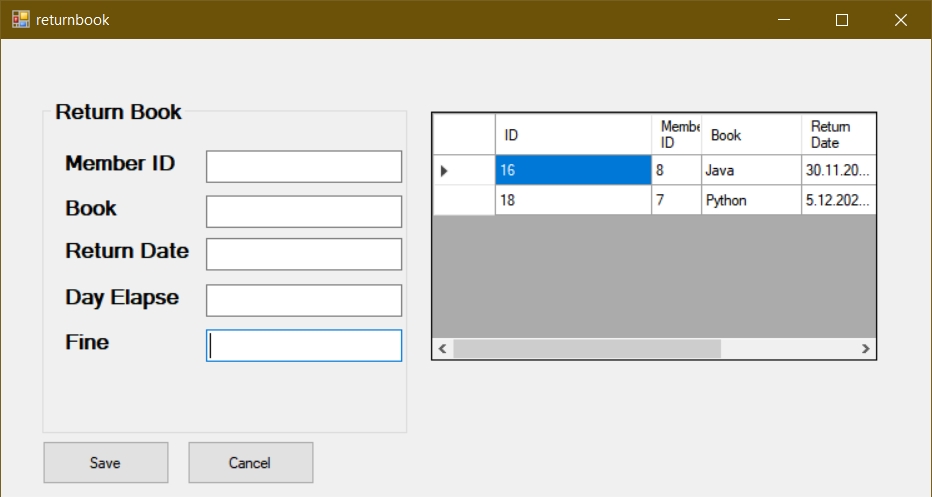 returnbook
Return Book
Member ID
Book
Return Date
Day Elapse
Fine
Save Cancel
ID Membe ID Book Return Date
16 8 Java 30.11.20...
18 7 Python 5.12.202...